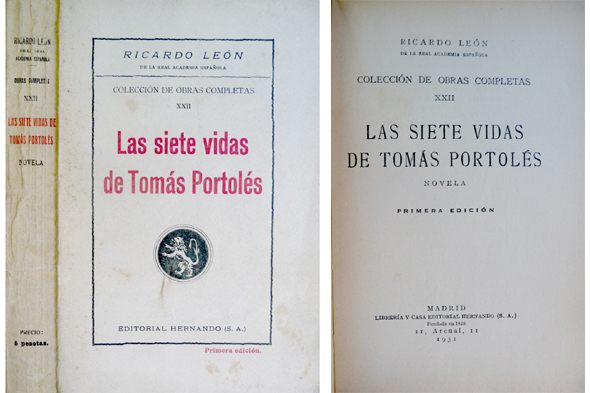 RICARDO LEÓN
DE LA REAL
ACADEMIA ESPAÑOLA
OBRAS COMPLETAS
XXII
LAS SIETE VIDAS DE
TOMÁS PORTOLÉS
NOVELA
PRECIO:
5 pesetas.
RICARDO LEÓN
DE LA REAL ACADEMIA ESPAÑOLA
COLECCIÓN DE OBRAS COMPLETAS
XXII
Las siete vidas
de Tomás Portolés
EDITORIAL HERNANDO (S. A.)
Primera edición.
RICARDO LEÓN
DE LA REAL ACADEMIA ESPAÑOLA
COLECCIÓN DE OBRAS COMPLETAS
XXII
LAS SIETE VIDAS
DE TOMÁS PORTOLÉS
NOVELA
PRIMERA EDICIÓN
MADRID
LIBRERÍA Y CASA EDITORIAL HERNANDO (S. A.)
Fundada en 1828
11, Arenal, 11
1931